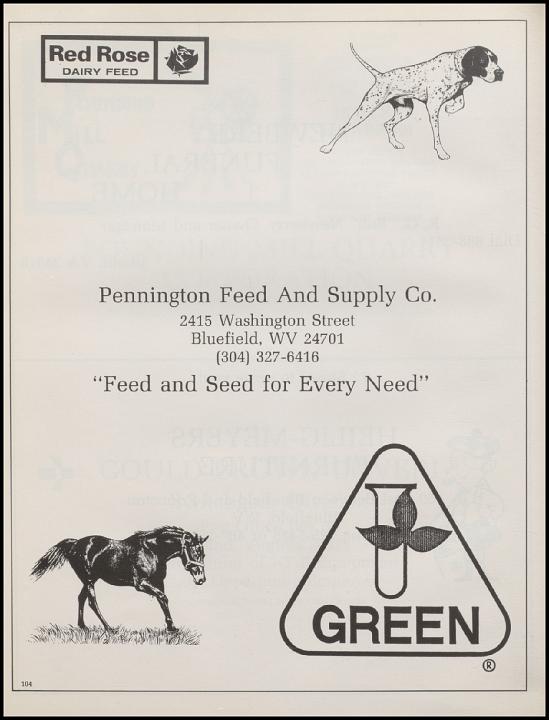 Red Rose
DAIRY FEED
Pennington Feed And Supply Co.
2415 Washington Street
Bluefield, WV 24701
(304) 327-6416
“Feed and Seed for Every Need”
GREEN
®
104